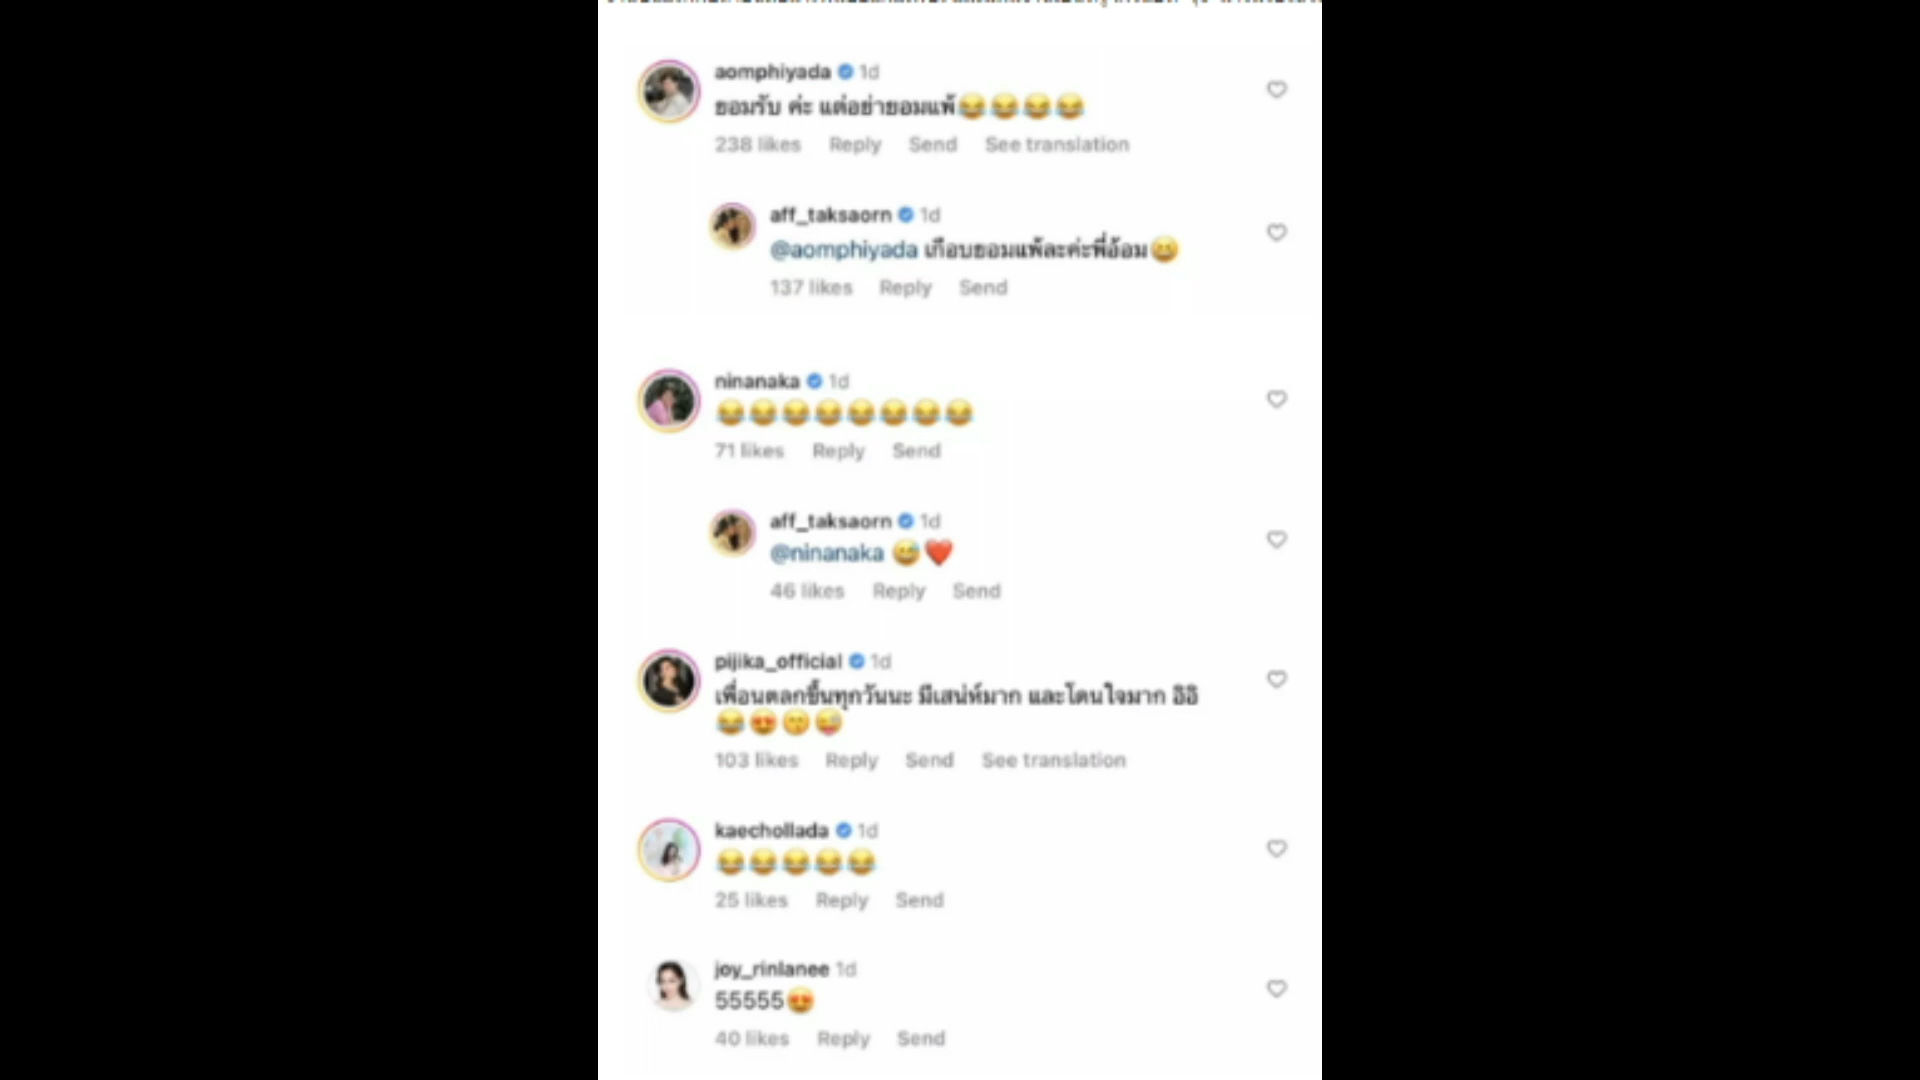 aomphiyada 1d
ยอมรับ ค่ะ แต่อย่ายอมแพ้😂😂😂😂
238 likes Reply Send See translation
aff_taksaorn 1d
@aomphiyada เกือบยอมแพ้ละค่ะพี่อ้อม😄
137 likes Reply Send
ninanaka 1d
😂😂😂😂😂😂😂😂
71 likes Reply Send
aff_taksaorn 1d
@ninanaka 😅❤️
46 likes Reply Send
pijika_official 1d
เพื่อนตลกขึ้นทุกวันนะ มีเสน่ห์มาก และโดนใจมาก อิอิ
😂😍😙😜
103 likes Reply Send See translation
kaechollada 1d
😂😂😂😂😂
25 likes Reply Send
joy_rinlanee 1d
55555😍
40 likes Reply Send